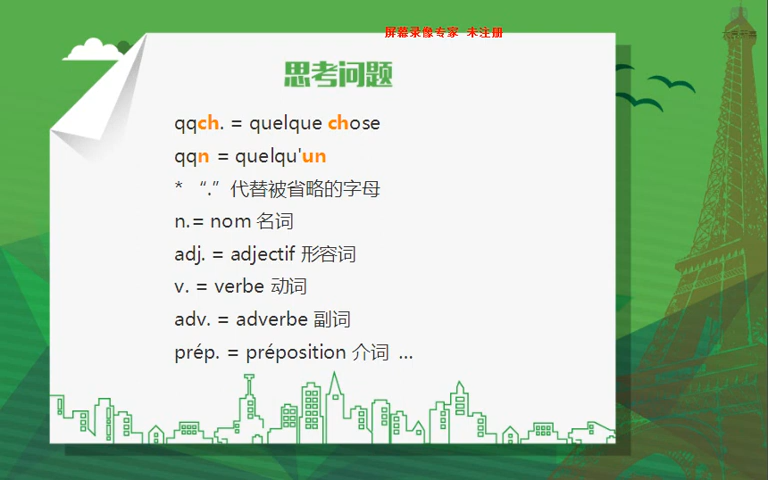 屏幕录像专家 未注册
思考问题
qqch. = quelque chose
qqn = quelqu'un
* “.”代替被省略的字母
n.= nom 名词
adj. = adjectif 形容词
v. = verbe 动词
adv. = adverbe 副词
prép. = préposition 介词 ...